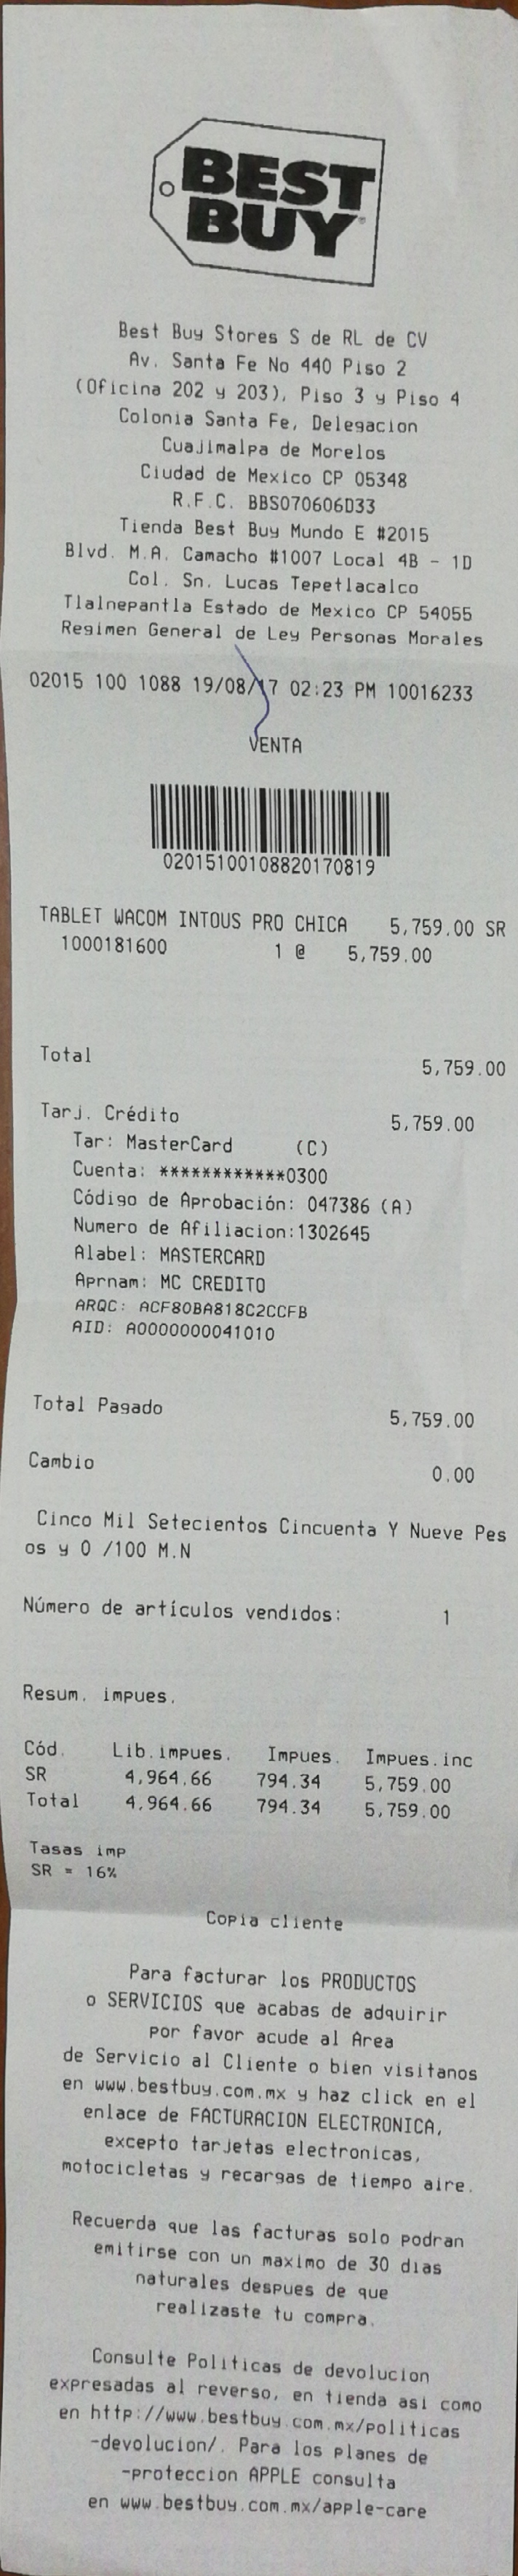 BEST
BUY
Best Buy Stores S de RL de CV
Av. Santa Fe No 440 Piso 2
(Oficina 202 y 203), Piso 3 y Piso 4
Colonia Santa Fe, Delegacion
Cuajimalpa de Morelos
Ciudad de Mexico CP 05348
R.F.C. BBS070606D33
Tienda Best Buy Mundo E #2015
Blvd. M.A. Camacho #1007 Local 4B - 1D
Col. Sn. Lucas Tepetlacalco
Tlalnepantla Estado de Mexico CP 54055
Regimen General de Ley Personas Morales
02015 100 1088 19/08/17 02:23 PM 10016233
VENTA
02015100108820170819
TABLET WACOM INTOUS PRO CHICA 5,759.00 SR
1000181600 1 @ 5,759.00
Total 5,759.00
Tarj. Crédito 5,759.00
Tar: MasterCard (C)
Cuenta: ************0300
Código de Aprobación: 047386 (A)
Numero de Afiliacion:1302645
Alabel: MASTERCARD
Aprnam: MC CREDITO
ARQC: ACF80BA818C2CCFB
AID: A0000000041010
Total Pagado 5,759.00
Cambio 0.00
Cinco Mil Setecientos Cincuenta Y Nueve Pes
os y 0 /100 M.N
Número de artículos vendidos: 1
Resum. impues.
Cód. Lib.impues. Impues. Impues.inc
SR 4,964.66 794.34 5,759.00
Total 4,964.66 794.34 5,759.00
Tasas imp
SR = 16%
Copia cliente
Para facturar los PRODUCTOS
o SERVICIOS que acabas de adquirir
por favor acude al Area
de Servicio al Cliente o bien visitanos
en www.bestbuy.com.mx y haz click en el
enlace de FACTURACION ELECTRONICA,
excepto tarjetas electronicas,
motocicletas y recargas de tiempo aire.
Recuerda que las facturas solo podran
emitirse con un maximo de 30 dias
naturales despues de que
realizaste tu compra.
Consulte Politicas de devolucion
expresadas al reverso, en tienda asi como
en http://www.bestbuy.com.mx/politicas
-devolucion/. Para los planes de
-proteccion APPLE consulta
en www.bestbuy.com.mx/apple-care